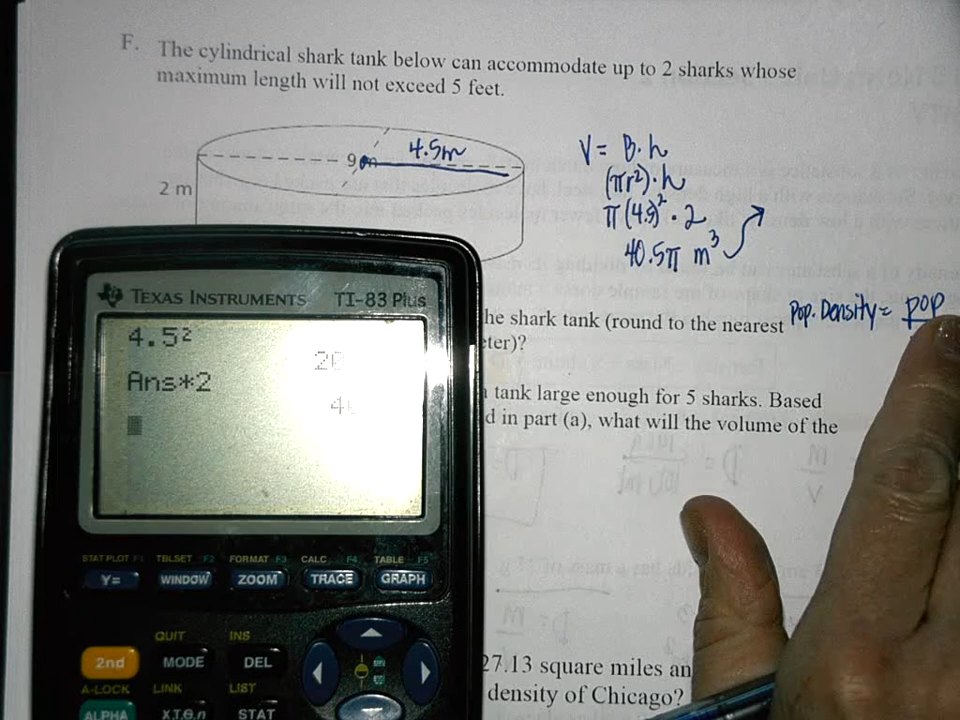 F. The cylindrical shark tank below can accommodate up to 2 sharks whose
maximum length will not exceed 5 feet.
4.5m
2 m
V = B·h
(πr²)·h
π(4.5)²·2
40.5π m³
he shark tank (round to the nearest
Pop. Density = pop
eter)?
tank large enough for 5 sharks. Based
d in part (a), what will the volume of the
27.13 square miles an
density of Chicago?
TEXAS INSTRUMENTS TI-83 Plus
4.5²
20
Ans*2
STAT PLOT F1 TBLSET F2 FORMAT F3 CALC F4 TABLE F5
Y= WINDOW ZOOM TRACE GRAPH
QUIT INS
2nd MODE DEL
A-LOCK LINK LIST
ALPHA X,T,Θ,n STAT